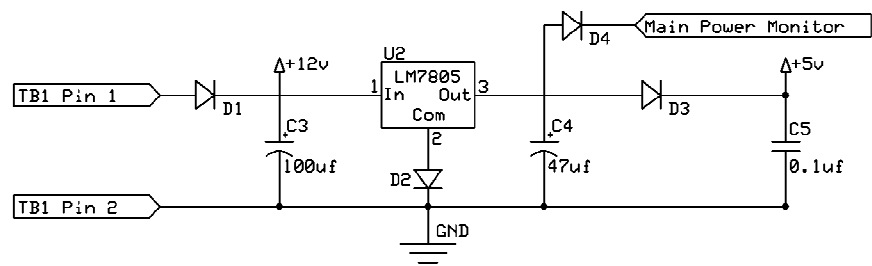 D4
Main Power Monitor
U2
+12v
LM7805
+5v
TB1 Pin 1
D1
1
In
Out
3
D3
Com
C3
+
2
C4
+
C5
100uf
D2
47uf
0.1uf
TB1 Pin 2
GND